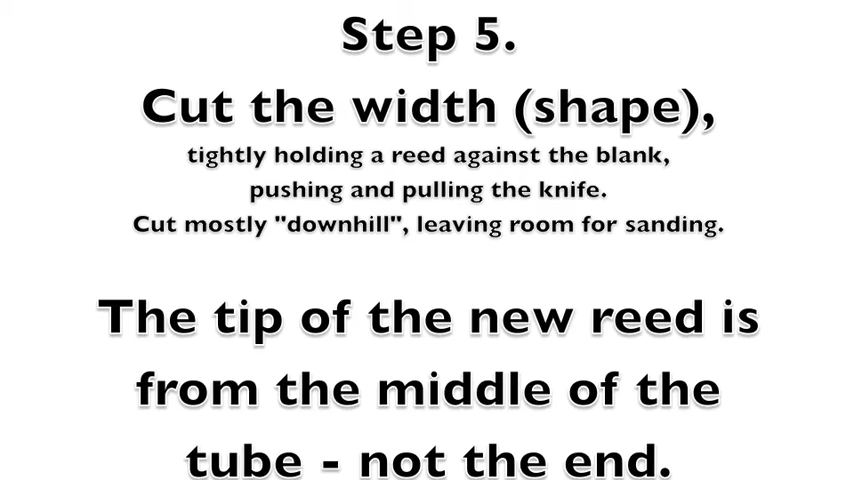 Step 5.
Cut the width (shape),
tightly holding a reed against the blank,
pushing and pulling the knife.
Cut mostly "downhill", leaving room for sanding.
The tip of the new reed is
from the middle of the
tube - not the end.